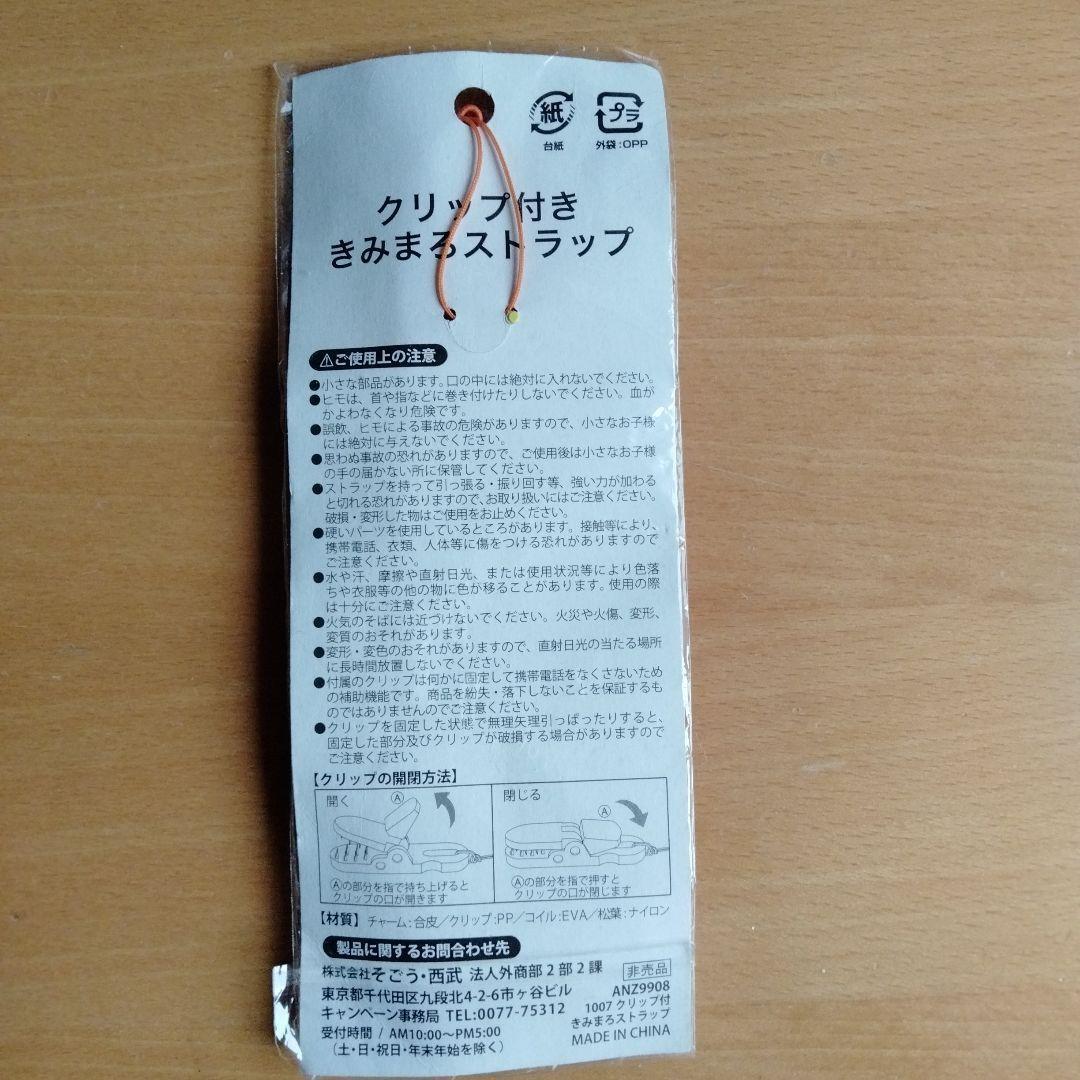 紙
プラ
台紙
外袋:OPP
クリップ付き
きみまろストラップ
⚠ご使用上の注意
●小さな部品があります。口の中には絶対に入れないでください。
●ヒモは、首や指などに巻き付けたりしないでください。血が
かよわなくなり危険です。
●誤飲、ヒモによる事故の危険がありますので、小さなお子様
には絶対に与えないでください。
●思わぬ事故の恐れがありますので、ご使用後は小さなお子様
の手の届かない所に保管してください。
●ストラップを持って引っ張る・振り回す等、強い力が加わる
と切れる恐れがありますので、お取り扱いにはご注意ください。
破損・変形した物はご使用をお止めください。
●硬いパーツを使用しているところがあります。接触等により、
携帯電話、衣類、人体等に傷をつける恐れがありますので
ご注意ください。
●水や汗、摩擦や直射日光、または使用状況等により色落
ちや衣服等の他の物に色が移ることがあります。使用の際
は十分にご注意ください。
●火気のそばには近づけないでください。火災や火傷、変形、
変質のおそれがあります。
●変形・変色のおそれがありますので、直射日光の当たる場所
に長時間放置しないでください。
●付属のクリップは何かに固定して携帯電話をなくさないため
の補助機能です。商品を紛失・落下しないことを保証するも
のではありませんのでご注意ください。
●クリップを固定した状態で無理矢理引っぱったりすると、
固定した部分及びクリップが破損する場合がありますので
ご注意ください。
【クリップの開閉方法】
開く Ⓐ
閉じる Ⓐ
Ⓐの部分を指で持ち上げると
クリップの口が開きます
Ⓐの部分を指で押すと
クリップの口が閉じます
【材質】 チャーム:合皮/クリップ:PP/コイル:EVA/松葉:ナイロン
製品に関するお問合わせ先
株式会社そごう・西武 法人外商部2部2課
東京都千代田区九段北4-2-6市ヶ谷ビル
キャンペーン事務局 TEL:0077-75312
受付時間 / AM10:00〜PM5:00
(土・日・祝日・年末年始を除く)
非売品
ANZ9908
1007 クリップ付
きみまろストラップ
MADE IN CHINA